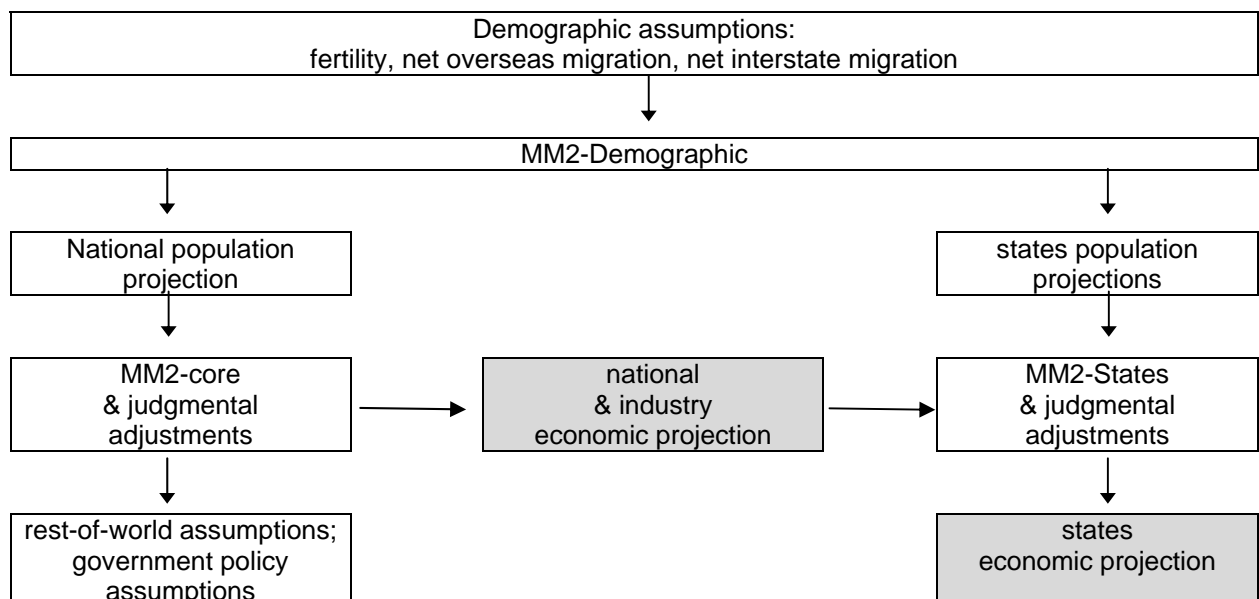 Demographic assumptions:
fertility, net overseas migration, net interstate migration
MM2-Demographic
National population
projection
states population
projections
MM2-core
& judgmental
adjustments
national
& industry
economic projection
MM2-States
& judgmental
adjustments
rest-of-world assumptions;
government policy
assumptions
states
economic projection